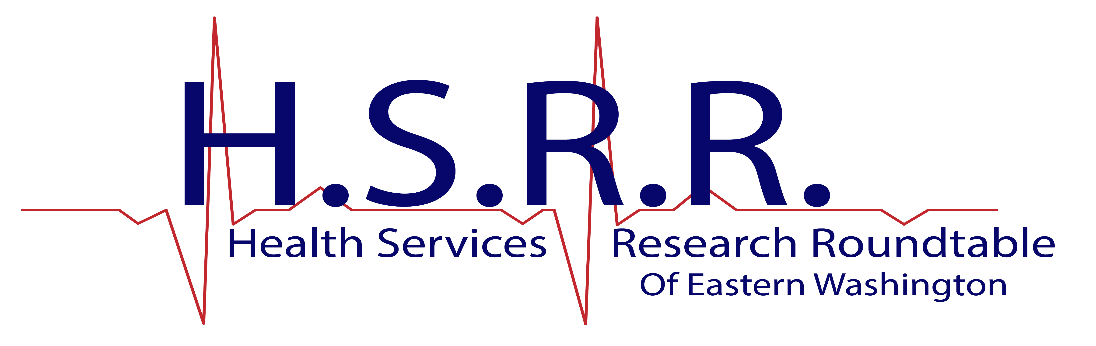 H.S.R.R.
Health Services Research Roundtable
Of Eastern Washington